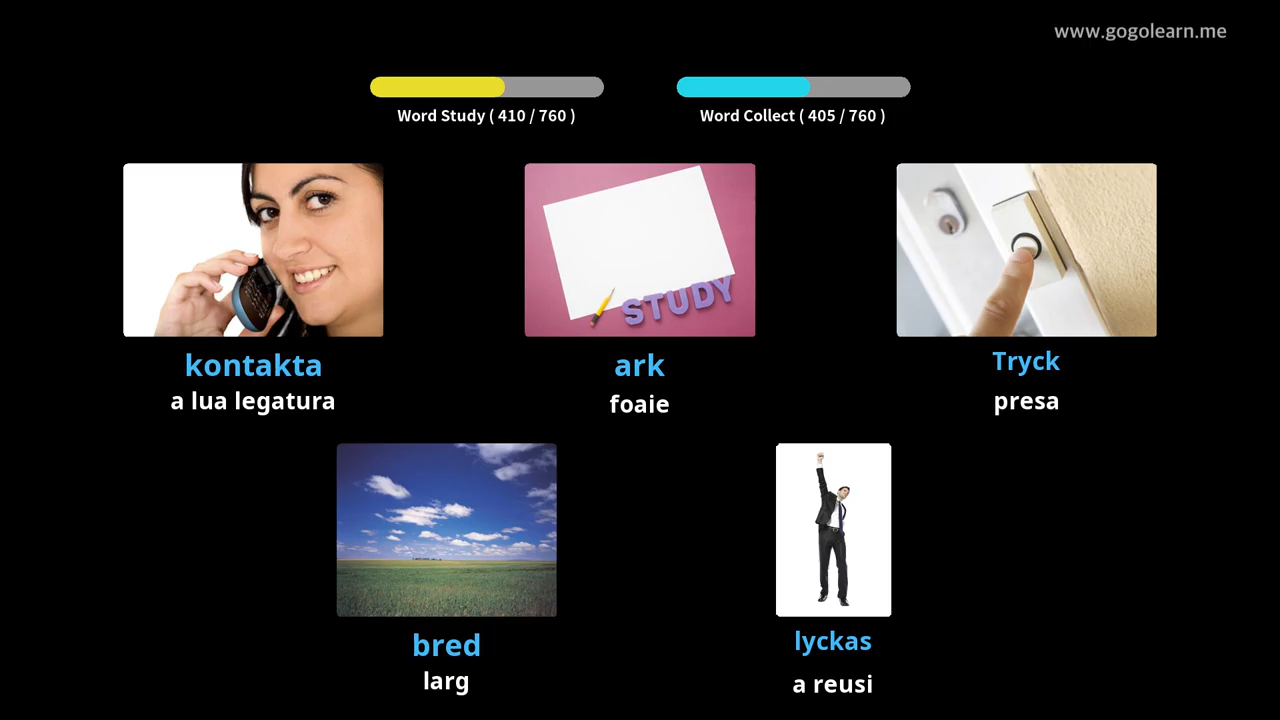 www.gogolearn.me
Word Study ( 410 / 760 )
Word Collect ( 405 / 760 )
STUDY
kontakta
a lua legatura
ark
foaie
Tryck
presa
bred
larg
lyckas
a reusi